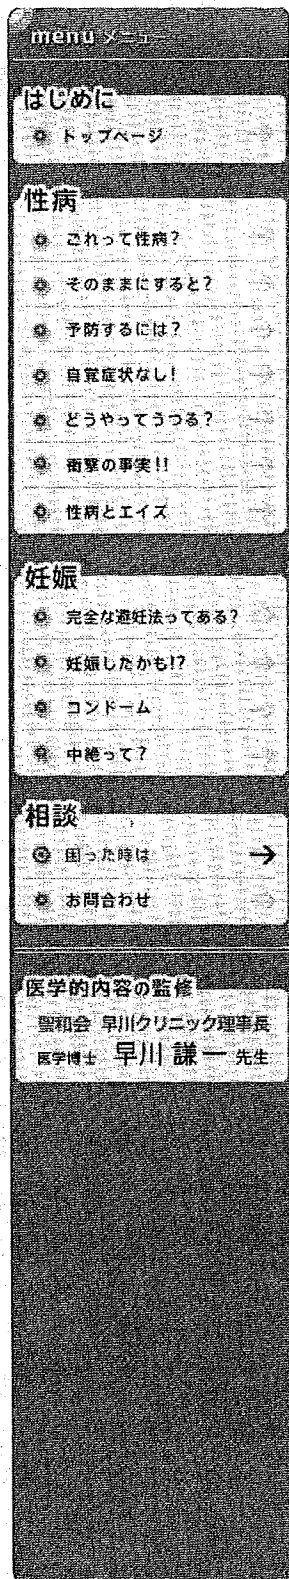 menu メニュー
はじめに
トップページ
性病
これって性病?
そのままにすると?
予防するには?
自覚症状なし!
どうやってうつる?
衝撃の事実!!
性病とエイズ
妊娠
完全な避妊法ってある?
妊娠したかも!?
コンドーム
中絶って?
相談
困った時は
お問合わせ
医学的内容の監修
聖和会 早川クリニック理事長
医学博士 早川 謙一 先生